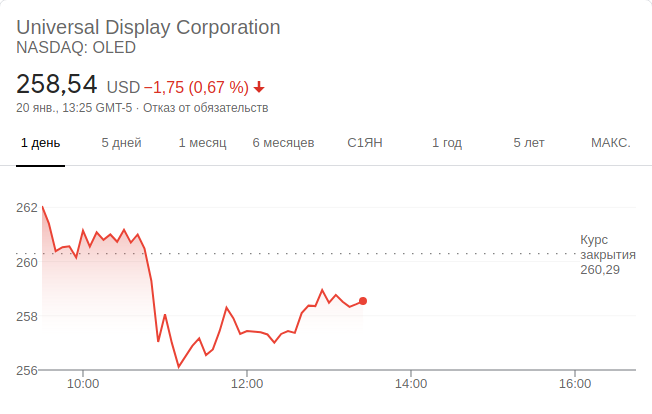 Universal Display Corporation
NASDAQ: OLED
258,54 USD −1,75 (0,67 %)
20 янв., 13:25 GMT-5 · Отказ от обязательств
1 день 5 дней 1 месяц 6 месяцев С1ЯН 1 год 5 лет МАКС.
262
Курс
закрытия
260,29
260
258
256
10:00 12:00 14:00 16:00